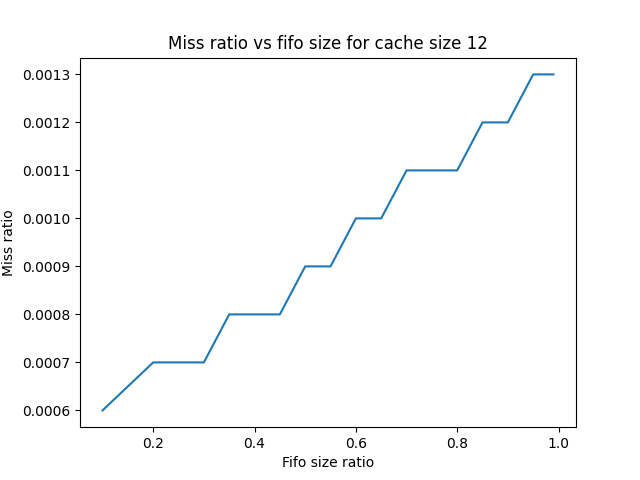 Miss ratio vs fifo size for cache size 12
0.0013
0.0012
0.0011
0.0010
0.0009
0.0008
0.0007
0.0006
Miss ratio
0.2 0.4 0.6 0.8 1.0
Fifo size ratio